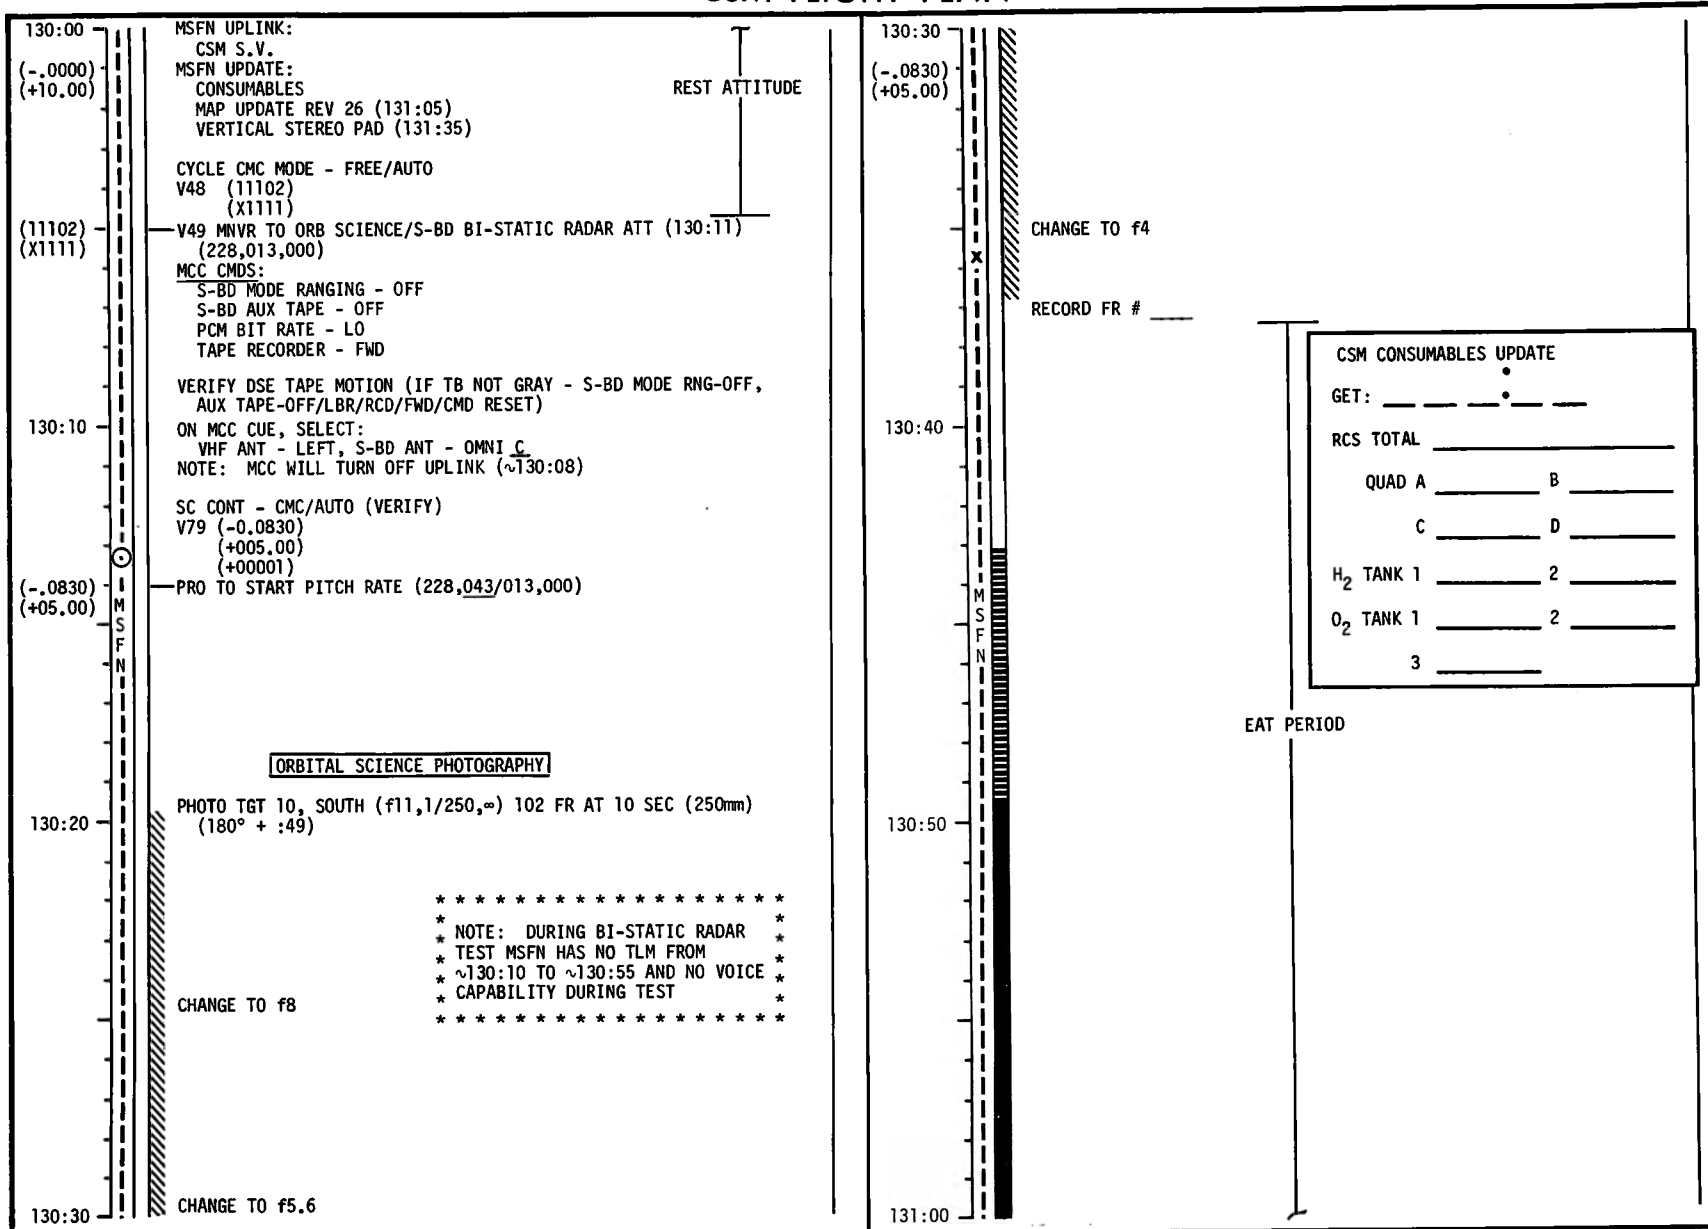 CSM FLIGHT PLAN
130:00
MSFN UPLINK:
CSM S.V.
(-.0000)
MSFN UPDATE:
(+10.00)
CONSUMABLES
REST ATTITUDE
MAP UPDATE REV 26 (131:05)
VERTICAL STEREO PAD (131:35)
CYCLE CMC MODE - FREE/AUTO
V48 (11102)
(X1111)
(11102)
V49 MNVR TO ORB SCIENCE/S-BD BI-STATIC RADAR ATT (130:11)
(X1111)
(228,013,000)
MCC CMDS:
S-BD MODE RANGING - OFF
S-BD AUX TAPE - OFF
PCM BIT RATE - LO
TAPE RECORDER - FWD
VERIFY DSE TAPE MOTION (IF TB NOT GRAY - S-BD MODE RNG-OFF,
AUX TAPE-OFF/LBR/RCD/FWD/CMD RESET)
130:10
ON MCC CUE, SELECT:
VHF ANT - LEFT, S-BD ANT - OMNI C
NOTE: MCC WILL TURN OFF UPLINK (~130:08)
SC CONT - CMC/AUTO (VERIFY)
V79 (-0.0830)
(+005.00)
(+00001)
(-.0830)
PRO TO START PITCH RATE (228,043/013,000)
(+05.00)
MSFN
ORBITAL SCIENCE PHOTOGRAPHY
PHOTO TGT 10, SOUTH (f11,1/250,∞) 102 FR AT 10 SEC (250mm)
130:20
(180° + :49)
* * * * * * * * * * * * * * * * * *
* NOTE: DURING BI-STATIC RADAR *
* TEST MSFN HAS NO TLM FROM *
* ~130:10 TO ~130:55 AND NO VOICE *
* CAPABILITY DURING TEST *
* * * * * * * * * * * * * * * * * *
CHANGE TO f8
CHANGE TO f5.6
130:30
130:30
(-.0830)
(+05.00)
CHANGE TO f4
X
RECORD FR # ____
130:40
MSFN
EAT PERIOD
130:50
131:00
CSM CONSUMABLES UPDATE
GET: __ __ __:__ __
RCS TOTAL ____
QUAD A ____ B ____
C ____ D ____
H2 TANK 1 ____ 2 ____
O2 TANK 1 ____ 2 ____
3 ____